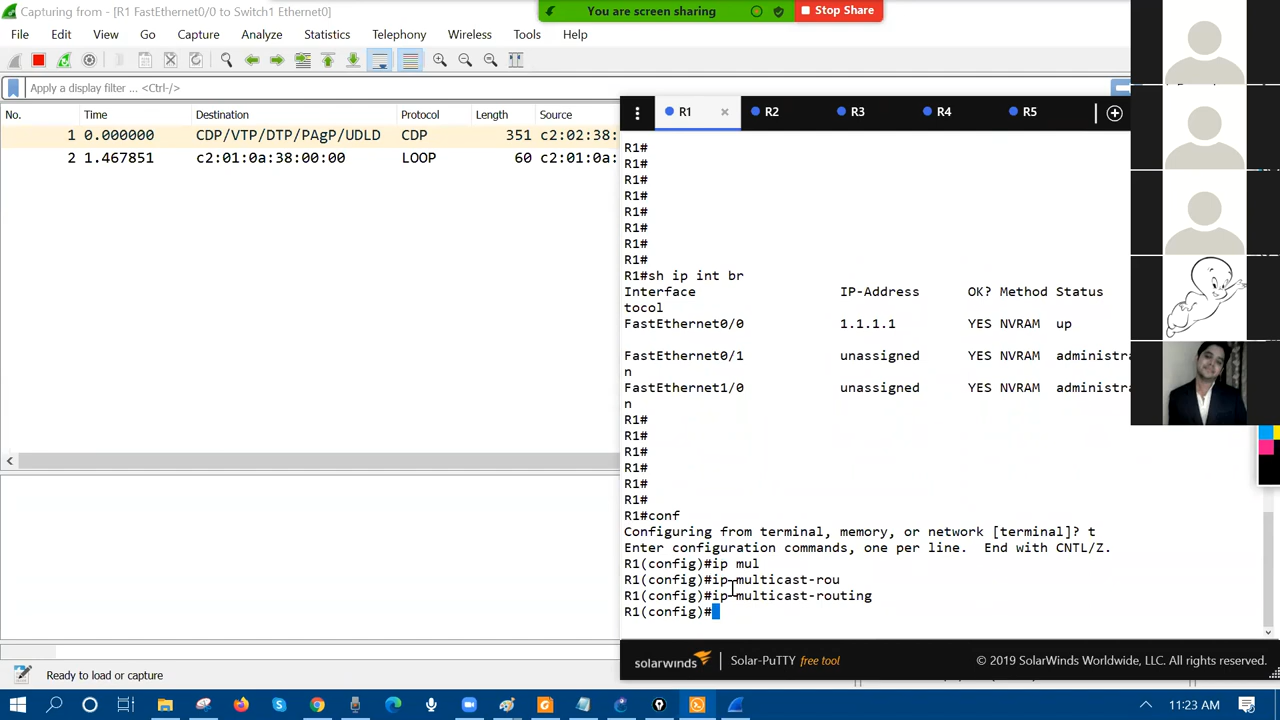 Capturing from - [R1 FastEthernet0/0 to Switch1 Ethernet0]
You are screen sharing
Stop Share
File Edit View Go Capture Analyze Statistics Telephony Wireless Tools Help
Apply a display filter ... <Ctrl-/>
No. Time Destination Protocol Length Source
1 0.000000 CDP/VTP/DTP/PAgP/UDLD CDP 351 c2:02:38:
2 1.467851 c2:01:0a:38:00:00 LOOP 60 c2:01:0a:
R1 × R2 R3 R4 R5
R1#
R1#
R1#
R1#
R1#
R1#
R1#
R1#
R1#sh ip int br
Interface IP-Address OK? Method Status
tocol
FastEthernet0/0 1.1.1.1 YES NVRAM up
FastEthernet0/1 unassigned YES NVRAM administra
n
FastEthernet1/0 unassigned YES NVRAM administra
n
R1#
R1#
R1#
R1#
R1#
R1#
R1#conf
Configuring from terminal, memory, or network [terminal]? t
Enter configuration commands, one per line. End with CNTL/Z.
R1(config)#ip mul
R1(config)#ip multicast-rou
R1(config)#ip multicast-routing
R1(config)#
solarwinds Solar-PuTTY free tool © 2019 SolarWinds Worldwide, LLC. All rights reserved.
Ready to load or capture
11:23 AM